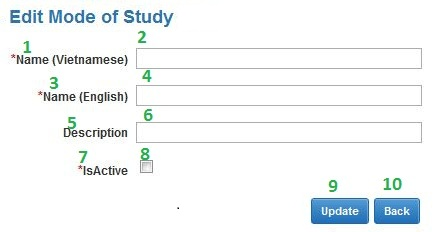 Edit Mode of Study
1 2
*Name (Vietnamese)
3 4
*Name (English)
5 6
Description
7 8
*IsActive
9 10
Update Back